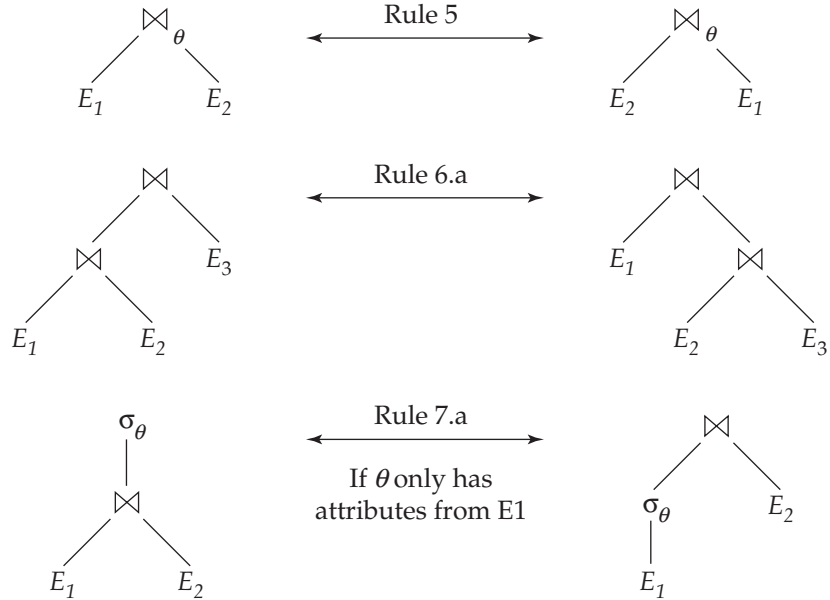 ⋈θ Rule 5 ⋈θ
E1 E2 E2 E1
⋈ Rule 6.a ⋈
⋈ E3 E1 ⋈
E1 E2 E2 E3
σθ Rule 7.a ⋈
If θ only has
attributes from E1
⋈ σθ E2
E1 E2 E1